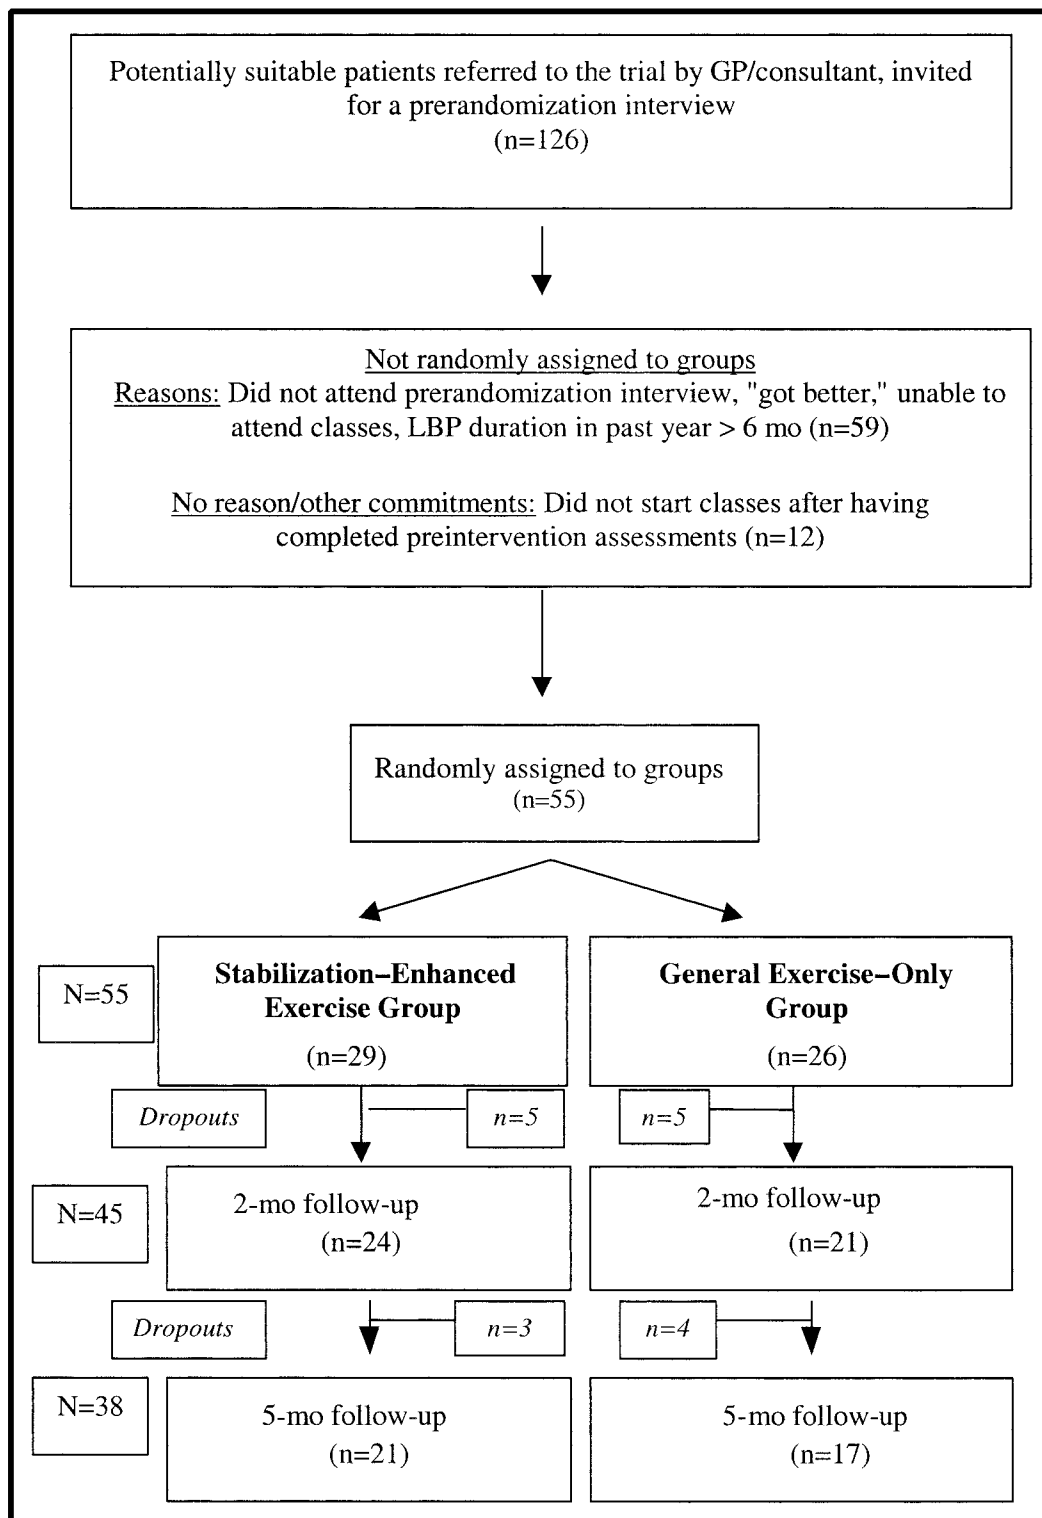 Potentially suitable patients referred to the trial by GP/consultant, invited
for a prerandomization interview
(n=126)
Not randomly assigned to groups
Reasons: Did not attend prerandomization interview, "got better," unable to
attend classes, LBP duration in past year > 6 mo (n=59)
No reason/other commitments: Did not start classes after having
completed preintervention assessments (n=12)
Randomly assigned to groups
(n=55)
N=55
Stabilization–Enhanced
Exercise Group
(n=29)
General Exercise–Only
Group
(n=26)
Dropouts
n=5
n=5
N=45
2-mo follow-up
(n=24)
2-mo follow-up
(n=21)
Dropouts
n=3
n=4
N=38
5-mo follow-up
(n=21)
5-mo follow-up
(n=17)